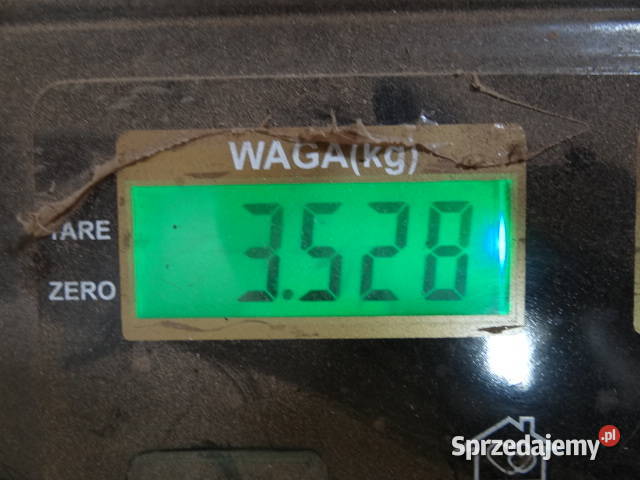 WAGA(kg)
3.528
TARE
ZERO
Sprzedajemy.pl